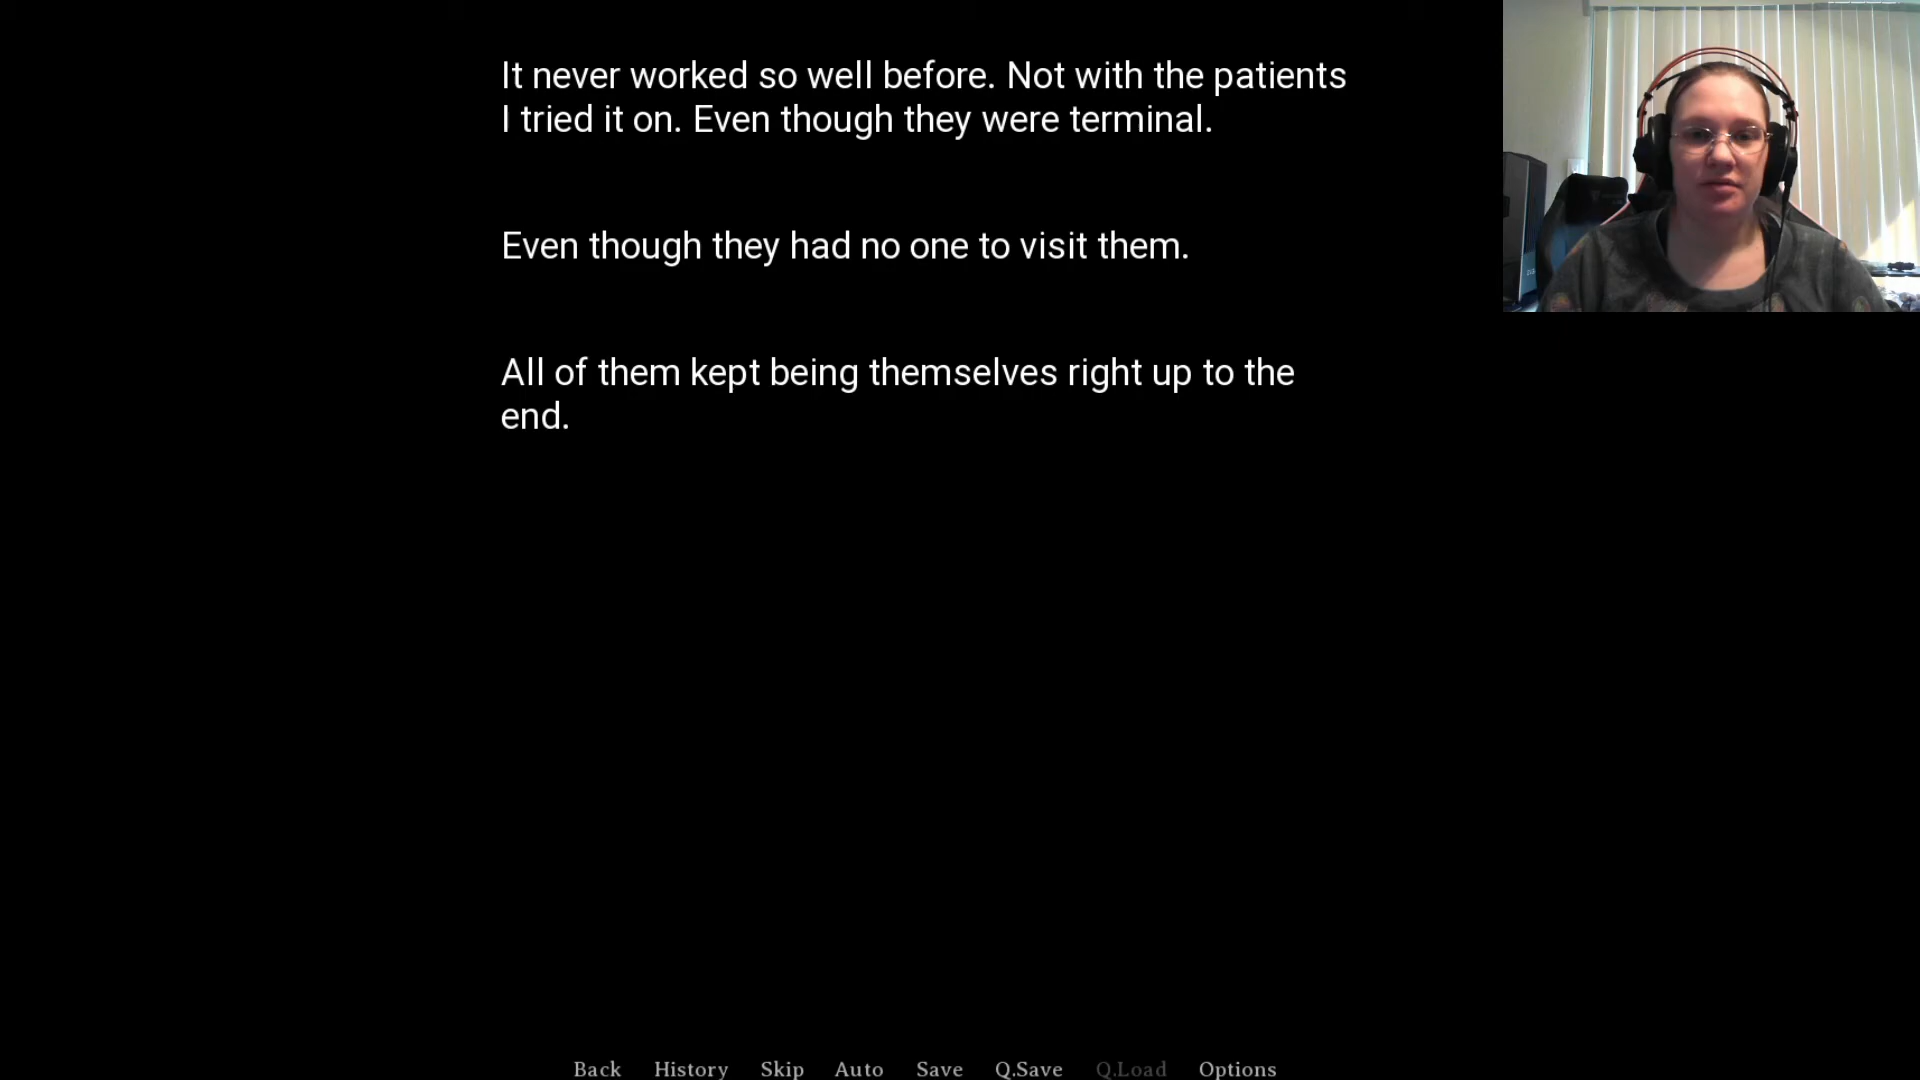 It never worked so well before. Not with the patients
I tried it on. Even though they were terminal.
Even though they had no one to visit them.
All of them kept being themselves right up to the
end.
Back History Skip Auto Save Q.Save Q.Load Options